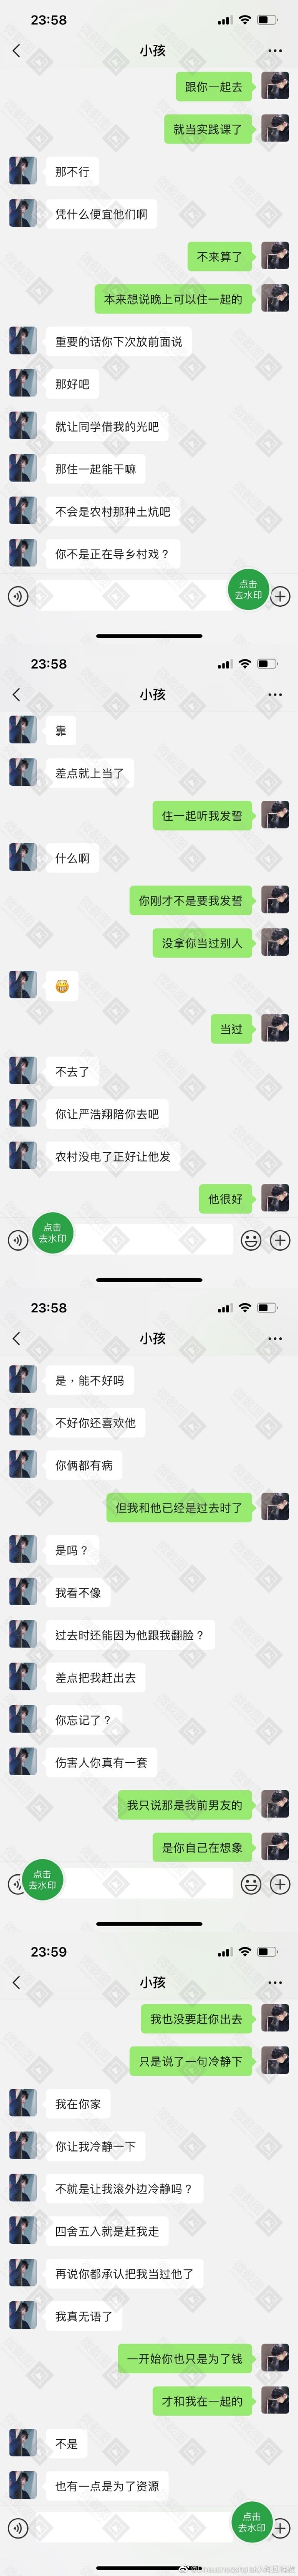 23:58
小孩
跟你一起去
就当实践课了
那不行
凭什么便宜他们啊
不来算了
本来想说晚上可以住一起的
重要的话你下次放前面说
那好吧
就让同学借我的光吧
那住一起能干嘛
不会是农村那种土炕吧
你不是正在导乡村戏？
点击
去水印
23:58
小孩
靠
差点就上当了
住一起听我发誓
什么啊
你刚才不是要我发誓
没拿你当过别人
当过
不去了
你让严浩翔陪你去吧
农村没电了正好让他发
他很好
点击
去水印
23:58
小孩
是，能不好吗
不好你还喜欢他
你俩都有病
但我和他已经是过去时了
是吗？
我看不像
过去时还能因为他跟我翻脸？
差点把我赶出去
你忘记了？
伤害人你真有一套
我只说那是我前男友的
是你自己在想象
点击
去水印
23:59
小孩
我也没要赶你出去
只是说了一句冷静下
我在你家
你让我冷静一下
不就是让我滚外边冷静吗？
四舍五入就是赶我走
再说你都承认把我当过他了
我真无语了
一开始你也只是为了钱
才和我在一起的
不是
也有一点是为了资源
点击
去水印